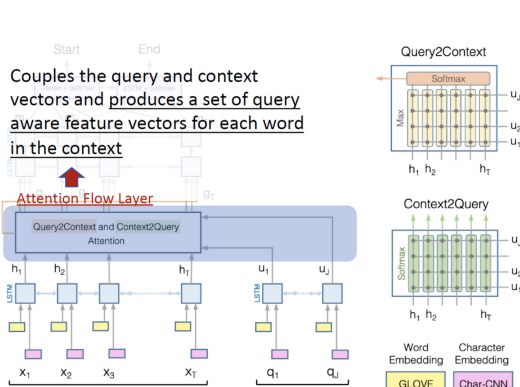 Start End
Couples the query and context
vectors and produces a set of query
aware feature vectors for each word
in the context
Attention Flow Layer
gT
Query2Context and Context2Query
Attention
h1 h2 hT u1 uJ
LSTM LSTM
x1 x2 x3 xT q1 qJ
Query2Context
Softmax
Max
uJ
u2
u1
h1 h2 hT
Context2Query
Softmax
uJ
u2
u1
h1 h2 hT
Word Character
Embedding Embedding
GLOVE Char-CNN